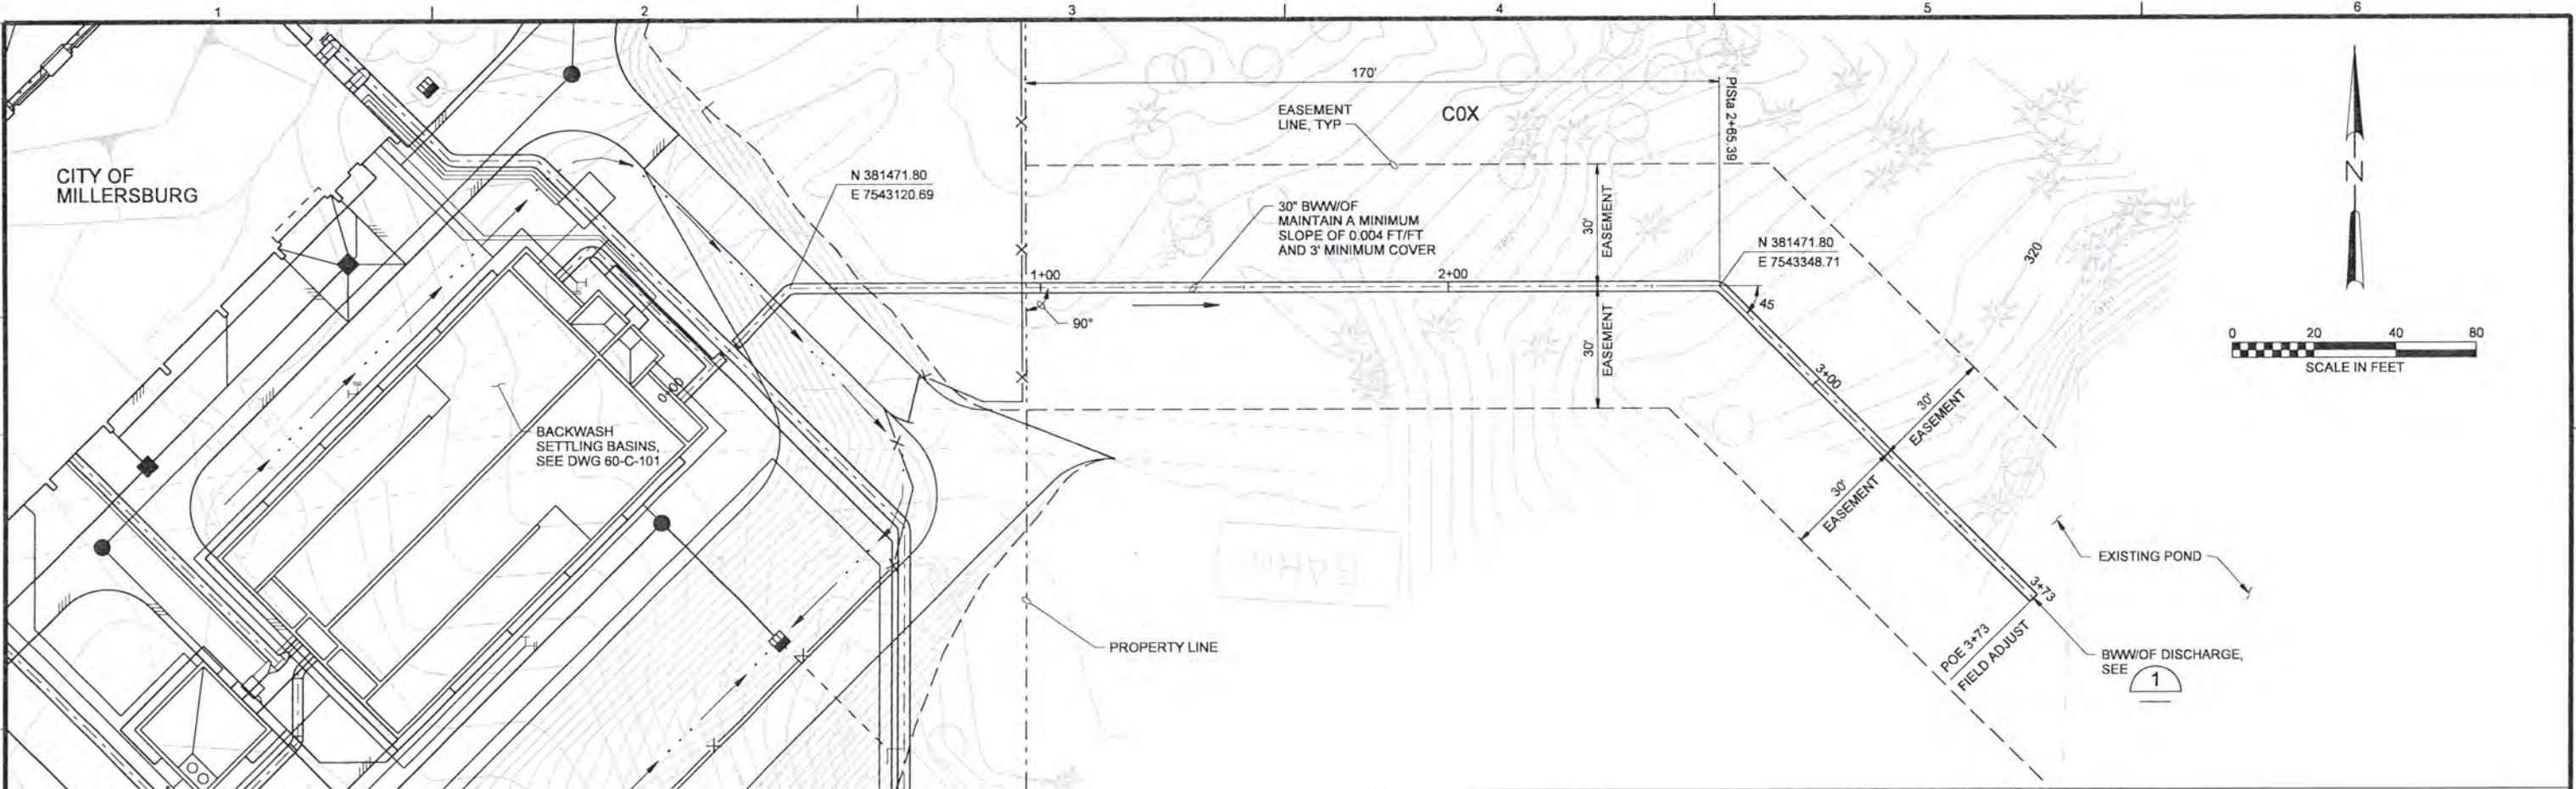 1
2
3
4
5
6
CITY OF
MILLERSBURG
N 381471.80
E 7543120.69
170'
PISta 2+65.39
EASEMENT
LINE, TYP
COX
30" BWW/OF
MAINTAIN A MINIMUM
SLOPE OF 0.004 FT/FT
AND 3' MINIMUM COVER
30'
EASEMENT
N 381471.80
E 7543348.71
320
N
0 20 40 80
SCALE IN FEET
1+00
2+00
90°
45
30'
EASEMENT
0+00
3+00
30'
EASEMENT
30'
EASEMENT
BACKWASH
SETTLING BASINS,
SEE DWG 60-C-101
EXISTING POND
3+73
BARN
PROPERTY LINE
POE 3+73
FIELD ADJUST
BWW/OF DISCHARGE,
SEE
1